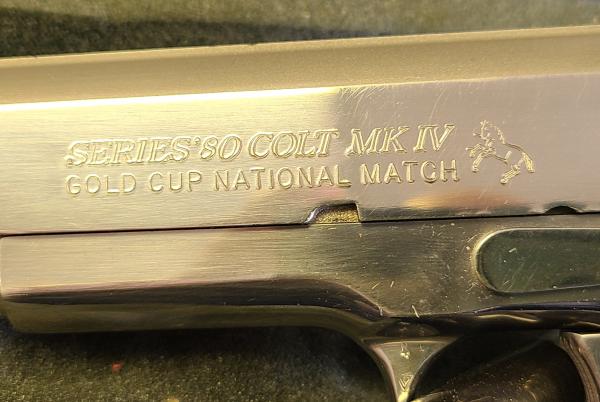 SERIES'80 COLT MK IV
GOLD CUP NATIONAL MATCH